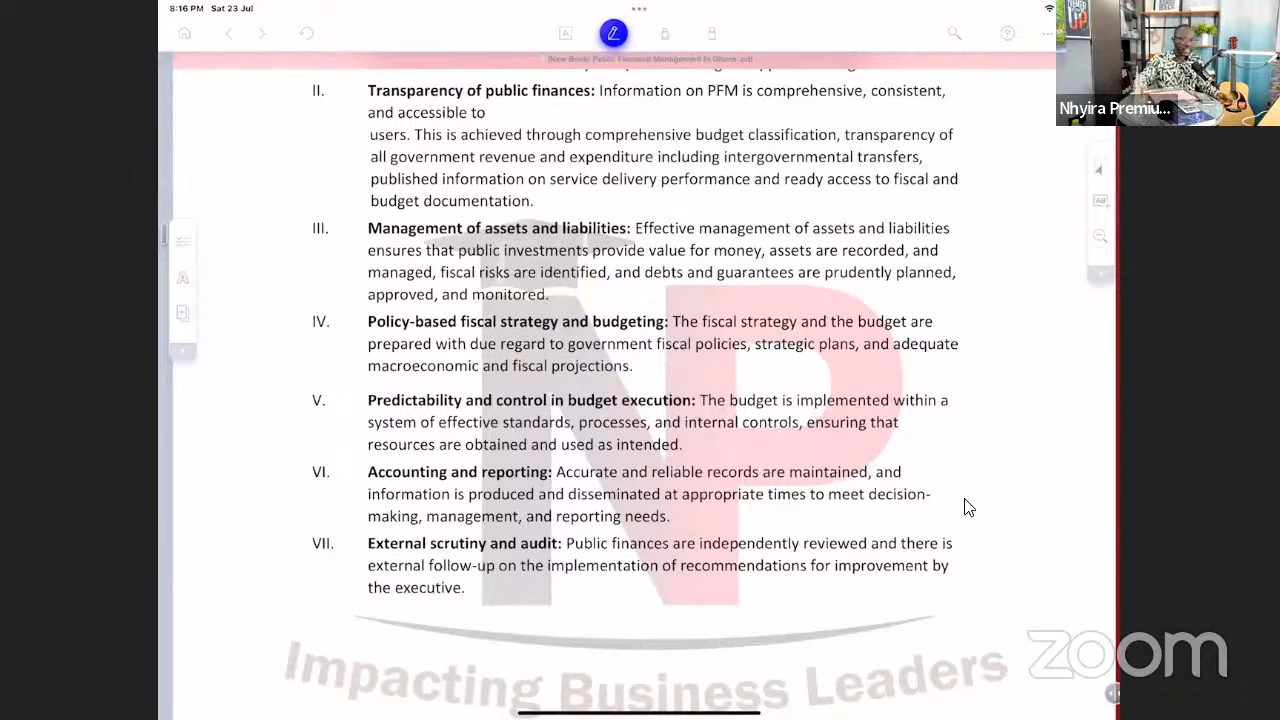 8:16 PM Sat 23 Jul
(New Book) Public Financial Management In Ghana .pdf
II. Transparency of public finances: Information on PFM is comprehensive, consistent,
and accessible to
users. This is achieved through comprehensive budget classification, transparency of
all government revenue and expenditure including intergovernmental transfers,
published information on service delivery performance and ready access to fiscal and
budget documentation.
III. Management of assets and liabilities: Effective management of assets and liabilities
ensures that public investments provide value for money, assets are recorded, and
managed, fiscal risks are identified, and debts and guarantees are prudently planned,
approved, and monitored.
IV. Policy-based fiscal strategy and budgeting: The fiscal strategy and the budget are
prepared with due regard to government fiscal policies, strategic plans, and adequate
macroeconomic and fiscal projections.
V. Predictability and control in budget execution: The budget is implemented within a
system of effective standards, processes, and internal controls, ensuring that
resources are obtained and used as intended.
VI. Accounting and reporting: Accurate and reliable records are maintained, and
information is produced and disseminated at appropriate times to meet decision-
making, management, and reporting needs.
VII. External scrutiny and audit: Public finances are independently reviewed and there is
external follow-up on the implementation of recommendations for improvement by
the executive.
NP
Impacting Business Leaders
Nhyira Premiu...
zoom